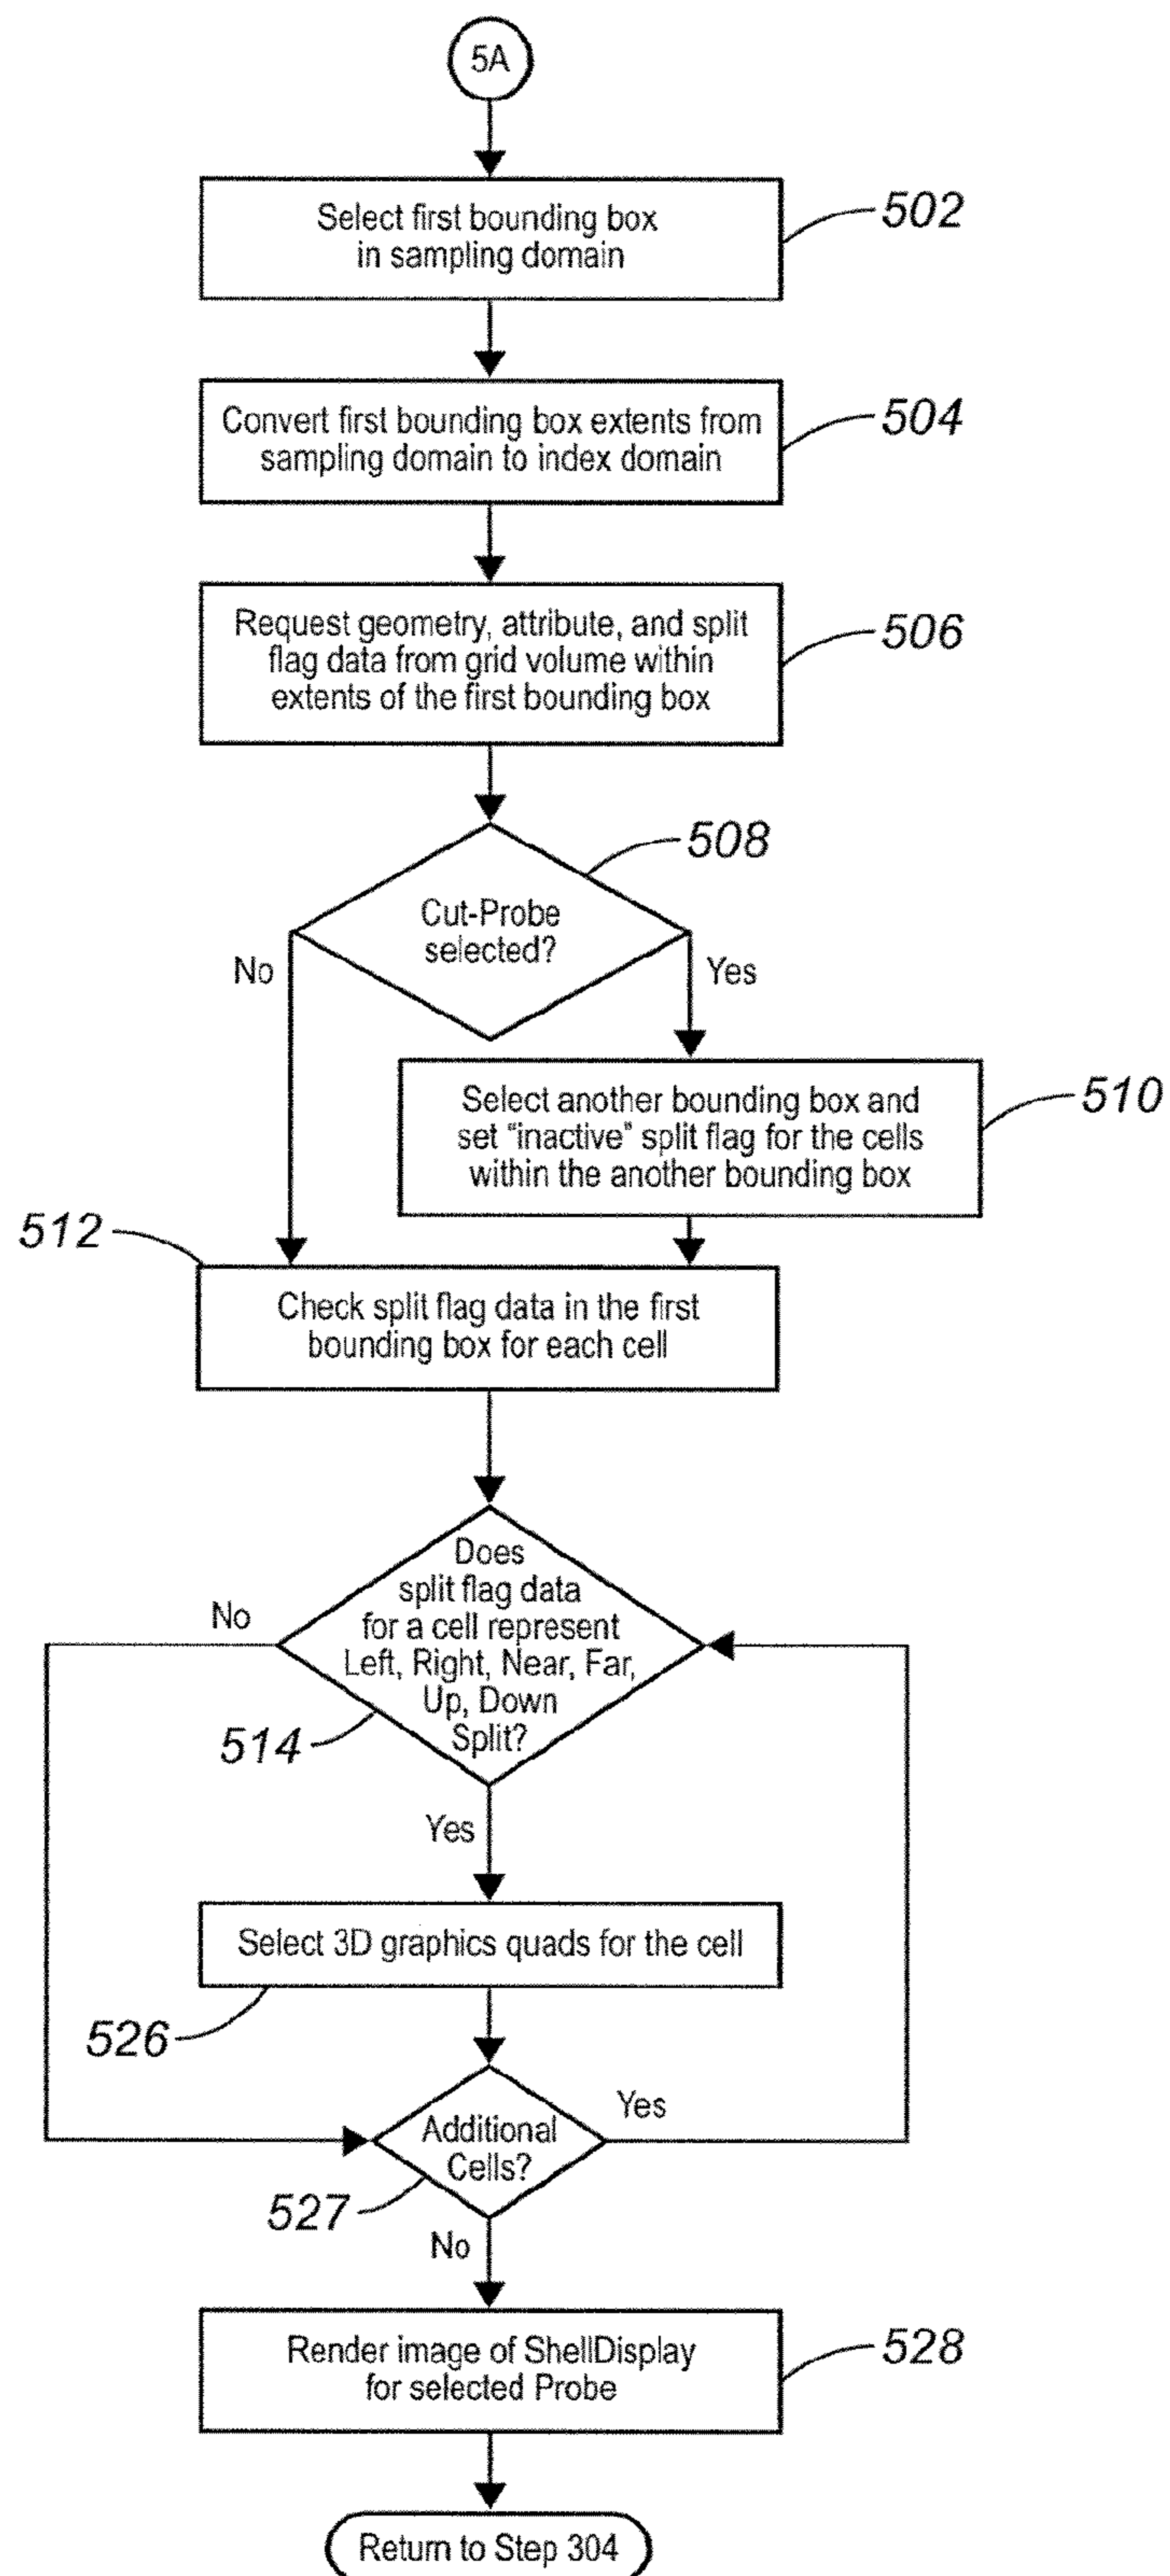 5A
Select first bounding box
in sampling domain
502
Convert first bounding box extents from
sampling domain to index domain
504
Request geometry, attribute, and split
flag data from grid volume within
extents of the first bounding box
506
508
Cut-Probe
selected?
No
Yes
Select another bounding box and
set "inactive" split flag for the cells
within the another bounding box
510
512
Check split flag data in the first
bounding box for each cell
Does
split flag data
for a cell represent
Left, Right, Near, Far,
Up, Down
Split?
No
514
Yes
Select 3D graphics quads for the cell
526
Additional
Cells?
Yes
527
No
Render image of ShellDisplay
for selected Probe
528
Return to Step 304